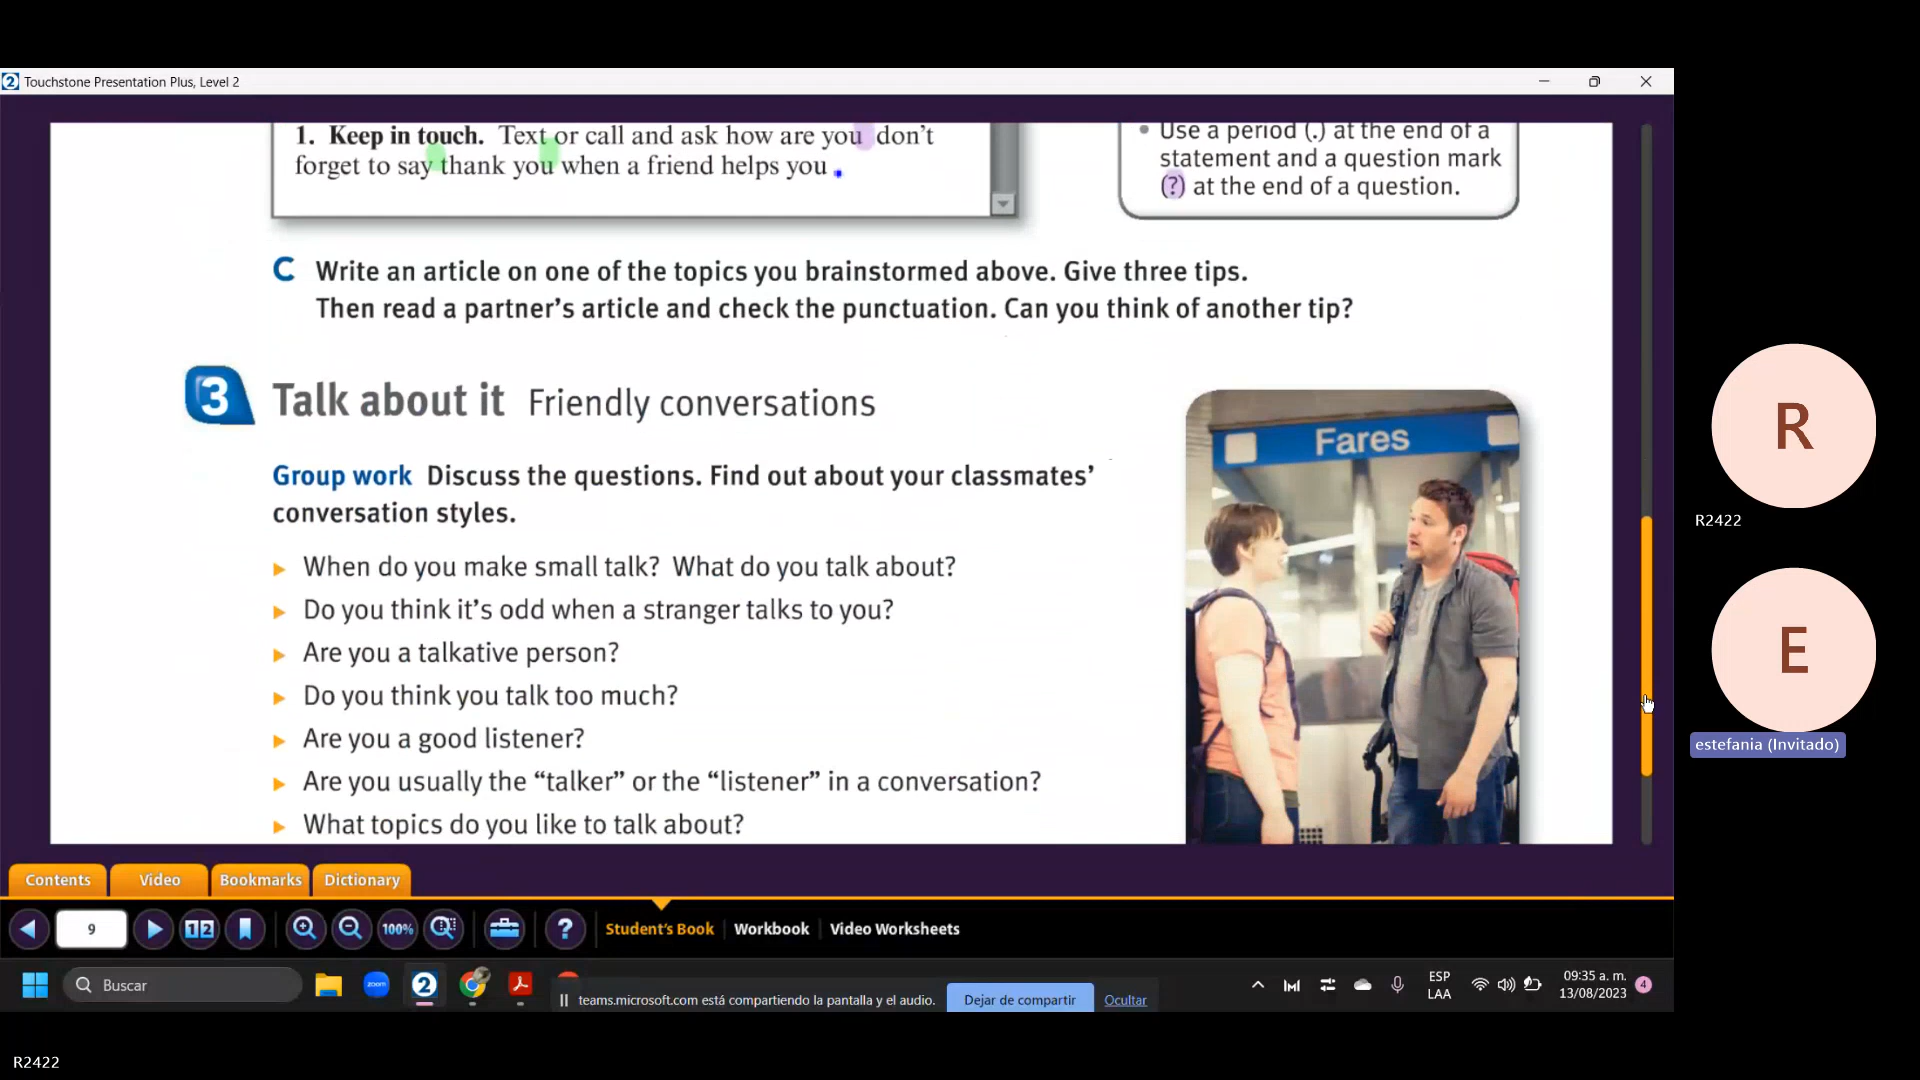 Touchstone Presentation Plus, Level 2
1. Keep in touch. Text or call and ask how are you don't
forget to say thank you when a friend helps you .
• Use a period (.) at the end of a
statement and a question mark
(?) at the end of a question.
C Write an article on one of the topics you brainstormed above. Give three tips.
Then read a partner's article and check the punctuation. Can you think of another tip?
3 Talk about it Friendly conversations
Fares
Group work Discuss the questions. Find out about your classmates'
conversation styles.
► When do you make small talk? What do you talk about?
► Do you think it's odd when a stranger talks to you?
► Are you a talkative person?
► Do you think you talk too much?
► Are you a good listener?
► Are you usually the “talker” or the “listener” in a conversation?
► What topics do you like to talk about?
R
R2422
E
estefania (Invitado)
Contents Video Bookmarks Dictionary
9 12 100% ? Student's Book Workbook Video Worksheets
Buscar zoom 2
teams.microsoft.com está compartiendo la pantalla y el audio. Dejar de compartir Ocultar
ESP
LAA
09:35 a. m.
13/08/2023 4
R2422